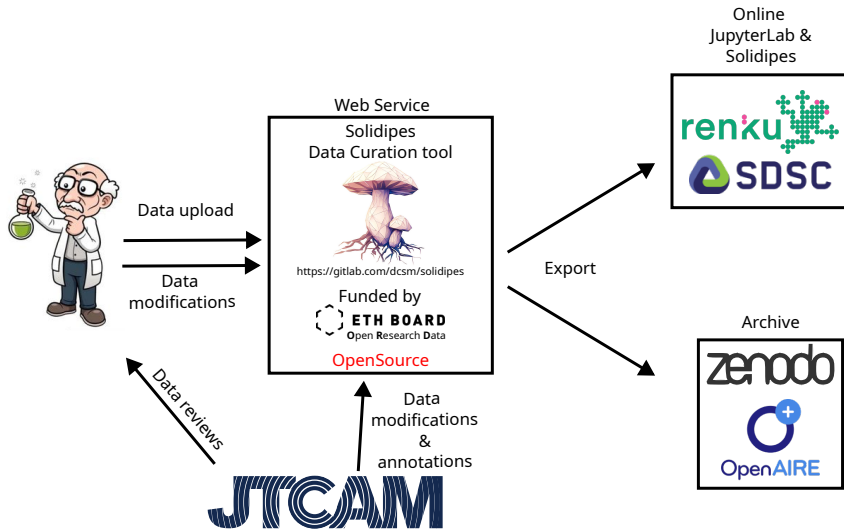 Online
JupyterLab &
Solidipes
renku
SDSC
Web Service
Solidipes
Data Curation tool
https://gitlab.com/dcsm/solidipes
Funded by
ETH BOARD
Open Research Data
OpenSource
Data upload
Data
modifications
Export
Archive
zenodo
OpenAIRE
Data reviews
Data
modifications
&
annotations
JTCAM